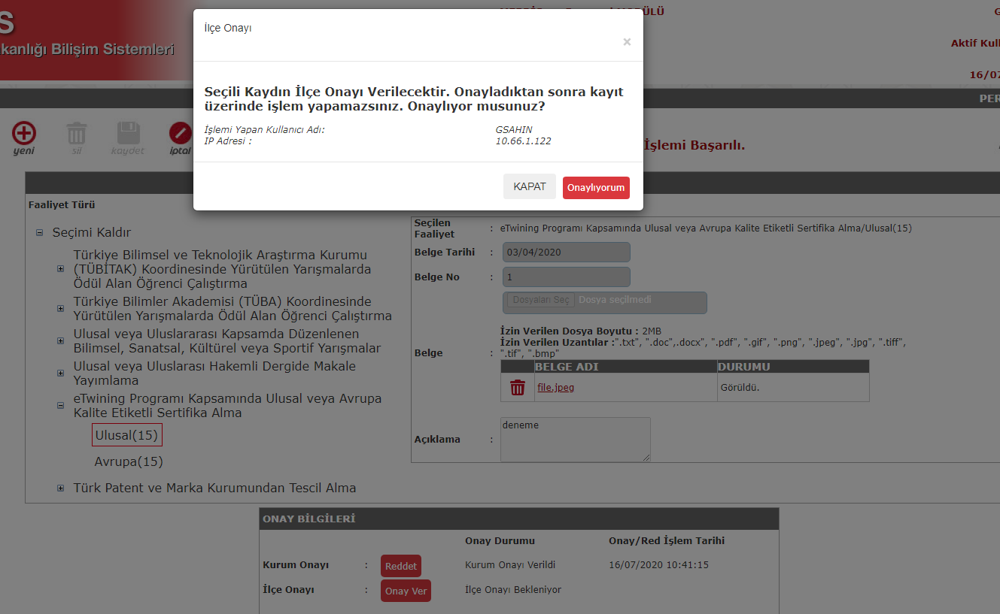 İlçe Onayı
×
Seçili Kaydın İlçe Onayı Verilecektir. Onayladıktan sonra kayıt
üzerinde işlem yapamazsınız. Onaylıyor musunuz?
İşlemi Yapan Kullanıcı Adı: GSAHIN
IP Adresi : 10.66.1.122
KAPAT Onaylıyorum
S
kanlığı Bilişim Sistemleri
ÜLÜ
Aktif Kull
16/07
PER
yeni sil kaydet iptal
İşlemi Başarılı.
Faaliyet Türü
Seçimi Kaldır
Türkiye Bilimsel ve Teknolojik Araştırma Kurumu
(TÜBİTAK) Koordinesinde Yürütülen Yarışmalarda
Ödül Alan Öğrenci Çalıştırma
Türkiye Bilimler Akademisi (TÜBA) Koordinesinde
Yürütülen Yarışmalarda Ödül Alan Öğrenci Çalıştırma
Ulusal veya Uluslararası Kapsamda Düzenlenen
Bilimsel, Sanatsal, Kültürel veya Sportif Yarışmalar
Ulusal veya Uluslarası Hakemli Dergide Makale
Yayımlama
eTwining Programı Kapsamında Ulusal veya Avrupa
Kalite Etiketli Sertifika Alma
Ulusal(15)
Avrupa(15)
Türk Patent ve Marka Kurumundan Tescil Alma
Seçilen
Faaliyet : eTwining Programı Kapsamında Ulusal veya Avrupa Kalite Etiketli Sertifika Alma/Ulusal(15)
Belge Tarihi : 03/04/2020
Belge No : 1
Dosyaları Seç Dosya seçilmedi
İzin Verilen Dosya Boyutu : 2MB
İzin Verilen Uzantılar :".txt", ".doc",.docx", ".pdf", ".gif", ".png", ".jpeg", ".jpg", ".tiff",
".tif", ".bmp"
Belge :
BELGE ADI DURUMU
file.jpeg Görüldü.
Açıklama : deneme
ONAY BİLGİLERİ
Onay Durumu Onay/Red İşlem Tarihi
Kurum Onayı : Reddet Kurum Onayı Verildi 16/07/2020 10:41:15
İlçe Onayı : Onay Ver İlçe Onayı Bekleniyor